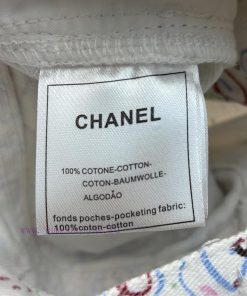 CHANEL
100% COTONE-COTTON-
COTON-BAUMWOLLE-
ALGODÃO
fonds poches-pocketing fabric:
100%coton-cotton